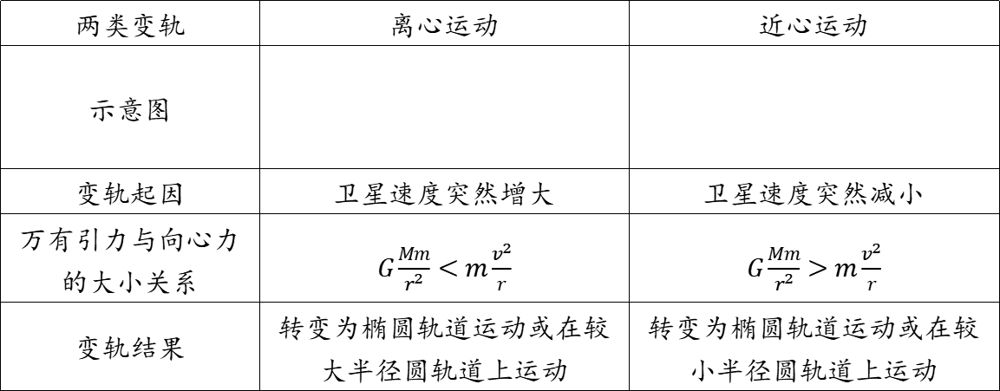 两类变轨 离心运动 近心运动
示意图
变轨起因 卫星速度突然增大 卫星速度突然减小
万有引力与向心力
的大小关系 G\frac{Mm}{r^2} < m\frac{v^2}{r} G\frac{Mm}{r^2} > m\frac{v^2}{r}
变轨结果 转变为椭圆轨道运动或在较
大半径圆轨道上运动 转变为椭圆轨道运动或在较
小半径圆轨道上运动